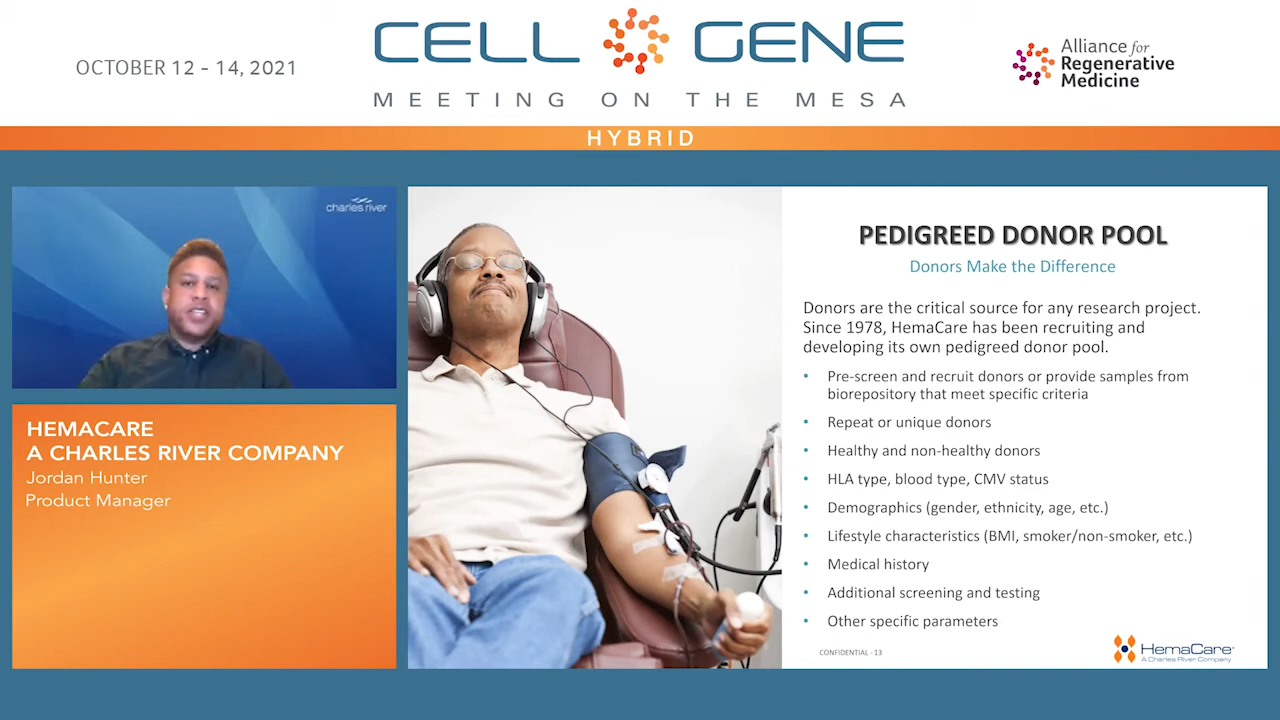 OCTOBER 12 - 14, 2021
CELL GENE
MEETING ON THE MESA
Alliance for
Regenerative
Medicine
HYBRID
charles river
HEMACARE
A CHARLES RIVER COMPANY
Jordan Hunter
Product Manager
PEDIGREED DONOR POOL
Donors Make the Difference
Donors are the critical source for any research project.
Since 1978, HemaCare has been recruiting and
developing its own pedigreed donor pool.
• Pre-screen and recruit donors or provide samples from
biorepository that meet specific criteria
• Repeat or unique donors
• Healthy and non-healthy donors
• HLA type, blood type, CMV status
• Demographics (gender, ethnicity, age, etc.)
• Lifestyle characteristics (BMI, smoker/non-smoker, etc.)
• Medical history
• Additional screening and testing
• Other specific parameters
CONFIDENTIAL - 13
HemaCare®
A Charles River Company